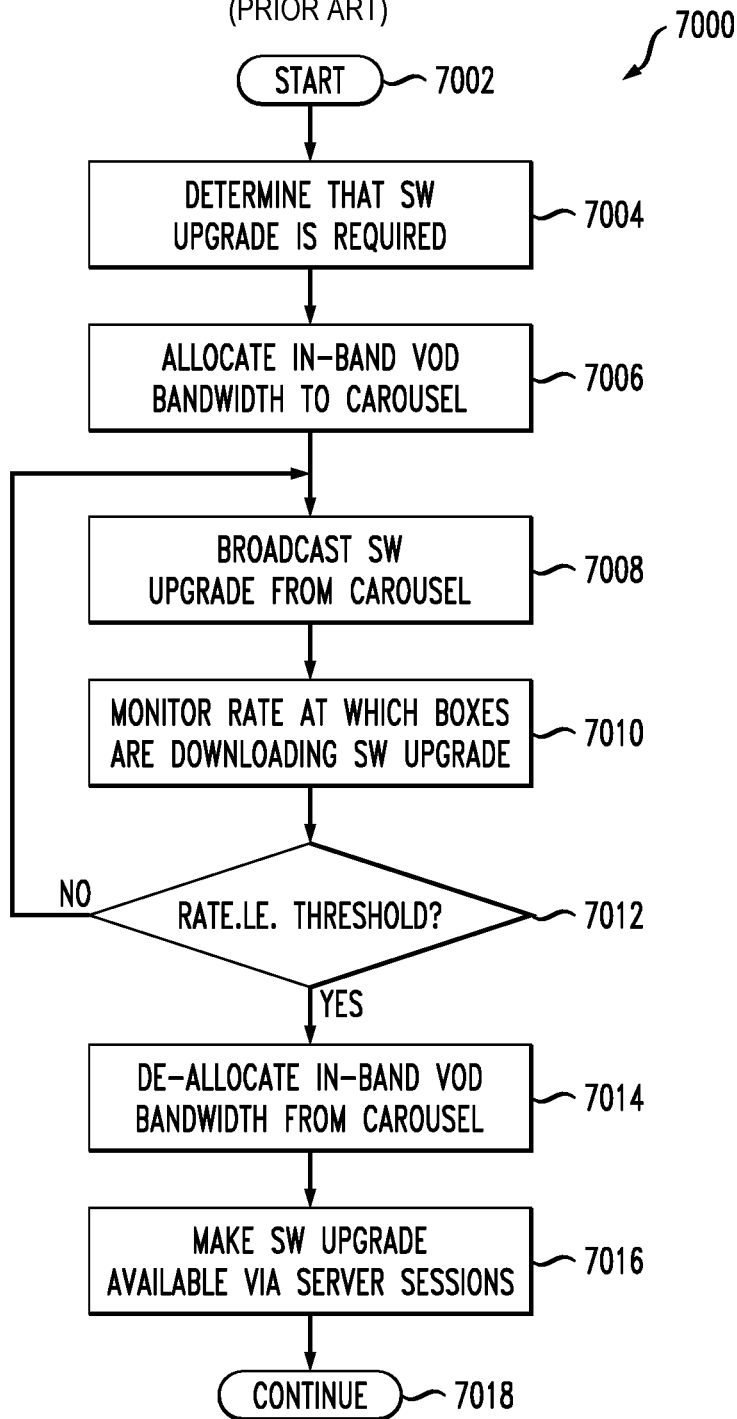 (PRIOR ART)
7000
START
7002
DETERMINE THAT SW
UPGRADE IS REQUIRED
7004
ALLOCATE IN-BAND VOD
BANDWIDTH TO CAROUSEL
7006
BROADCAST SW
UPGRADE FROM CAROUSEL
7008
MONITOR RATE AT WHICH BOXES
ARE DOWNLOADING SW UPGRADE
7010
NO
RATE.LE. THRESHOLD?
7012
YES
DE-ALLOCATE IN-BAND VOD
BANDWIDTH FROM CAROUSEL
7014
MAKE SW UPGRADE
AVAILABLE VIA SERVER SESSIONS
7016
CONTINUE
7018